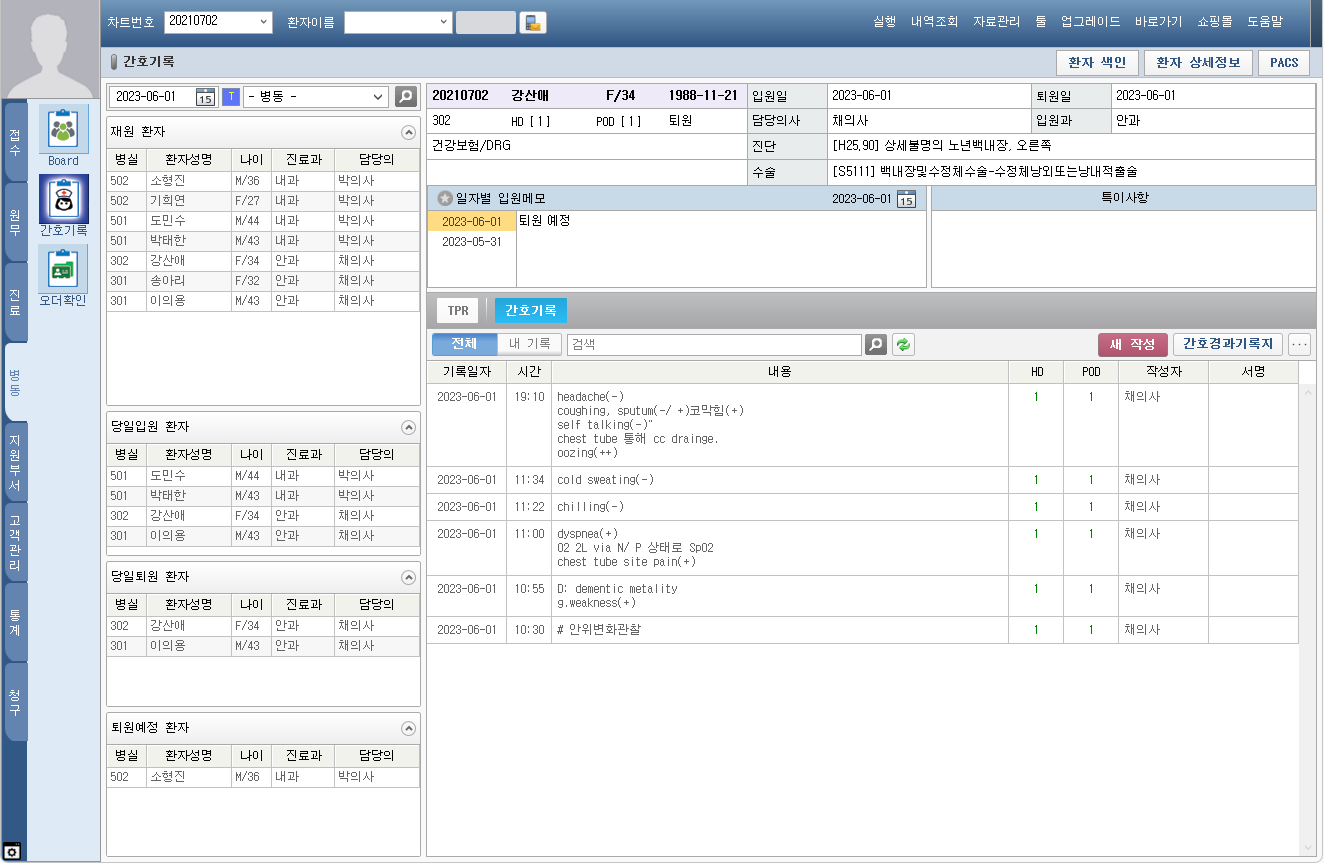 차트번호 20210702 환자이름 실행 내역조회 자료관리 툴 업그레이드 바로가기 쇼핑몰 도움말
간호기록 환자 색인 환자 상세정보 PACS
접수
원무
진료
병동
지원부서
고객관리
통계
청구
Board
간호기록
오더확인
2023-06-01 15 T - 병동 -
재원 환자
병실 환자성명 나이 진료과 담당의
502 소형진 M/36 내과 박의사
502 기희연 F/27 내과 박의사
501 도민수 M/44 내과 박의사
501 박태한 M/43 내과 박의사
302 강산애 F/34 안과 채의사
301 송아리 F/32 안과 채의사
301 이의용 M/43 안과 채의사
당일입원 환자
병실 환자성명 나이 진료과 담당의
501 도민수 M/44 내과 박의사
501 박태한 M/43 내과 박의사
302 강산애 F/34 안과 채의사
301 이의용 M/43 안과 채의사
당일퇴원 환자
병실 환자성명 나이 진료과 담당의
302 강산애 F/34 안과 채의사
301 이의용 M/43 안과 채의사
퇴원예정 환자
병실 환자성명 나이 진료과 담당의
502 소형진 M/36 내과 박의사
20210702 강산애 F/34 1988-11-21 입원일 2023-06-01 퇴원일 2023-06-01
302 HD [ 1 ] POD [ 1 ] 퇴원 담당의사 채의사 입원과 안과
건강보험/DRG 진단 [H25.90] 상세불명의 노년백내장, 오른쪽
수술 [S5111] 백내장및수정체수술-수정체낭외또는낭내적출술
일자별 입원메모 2023-06-01 15 특이사항
2023-06-01 퇴원 예정
2023-05-31
TPR 간호기록
전체 내 기록 검색 새 작성 간호경과기록지 ...
기록일자 시간 내용 HD POD 작성자 서명
2023-06-01 19:10 headache(-) 1 1 채의사
coughing, sputum(-/ +)코막힘(+)
self talking(-)"
chest tube 통해 cc drainge.
oozing(++)
2023-06-01 11:34 cold sweating(-) 1 1 채의사
2023-06-01 11:22 chilling(-) 1 1 채의사
2023-06-01 11:00 dyspnea(+) 1 1 채의사
O2 2L via N/ P 상태로 SpO2
chest tube site pain(+)
2023-06-01 10:55 D: dementic metality 1 1 채의사
g.weakness(+)
2023-06-01 10:30 # 안위변화관찰 1 1 채의사